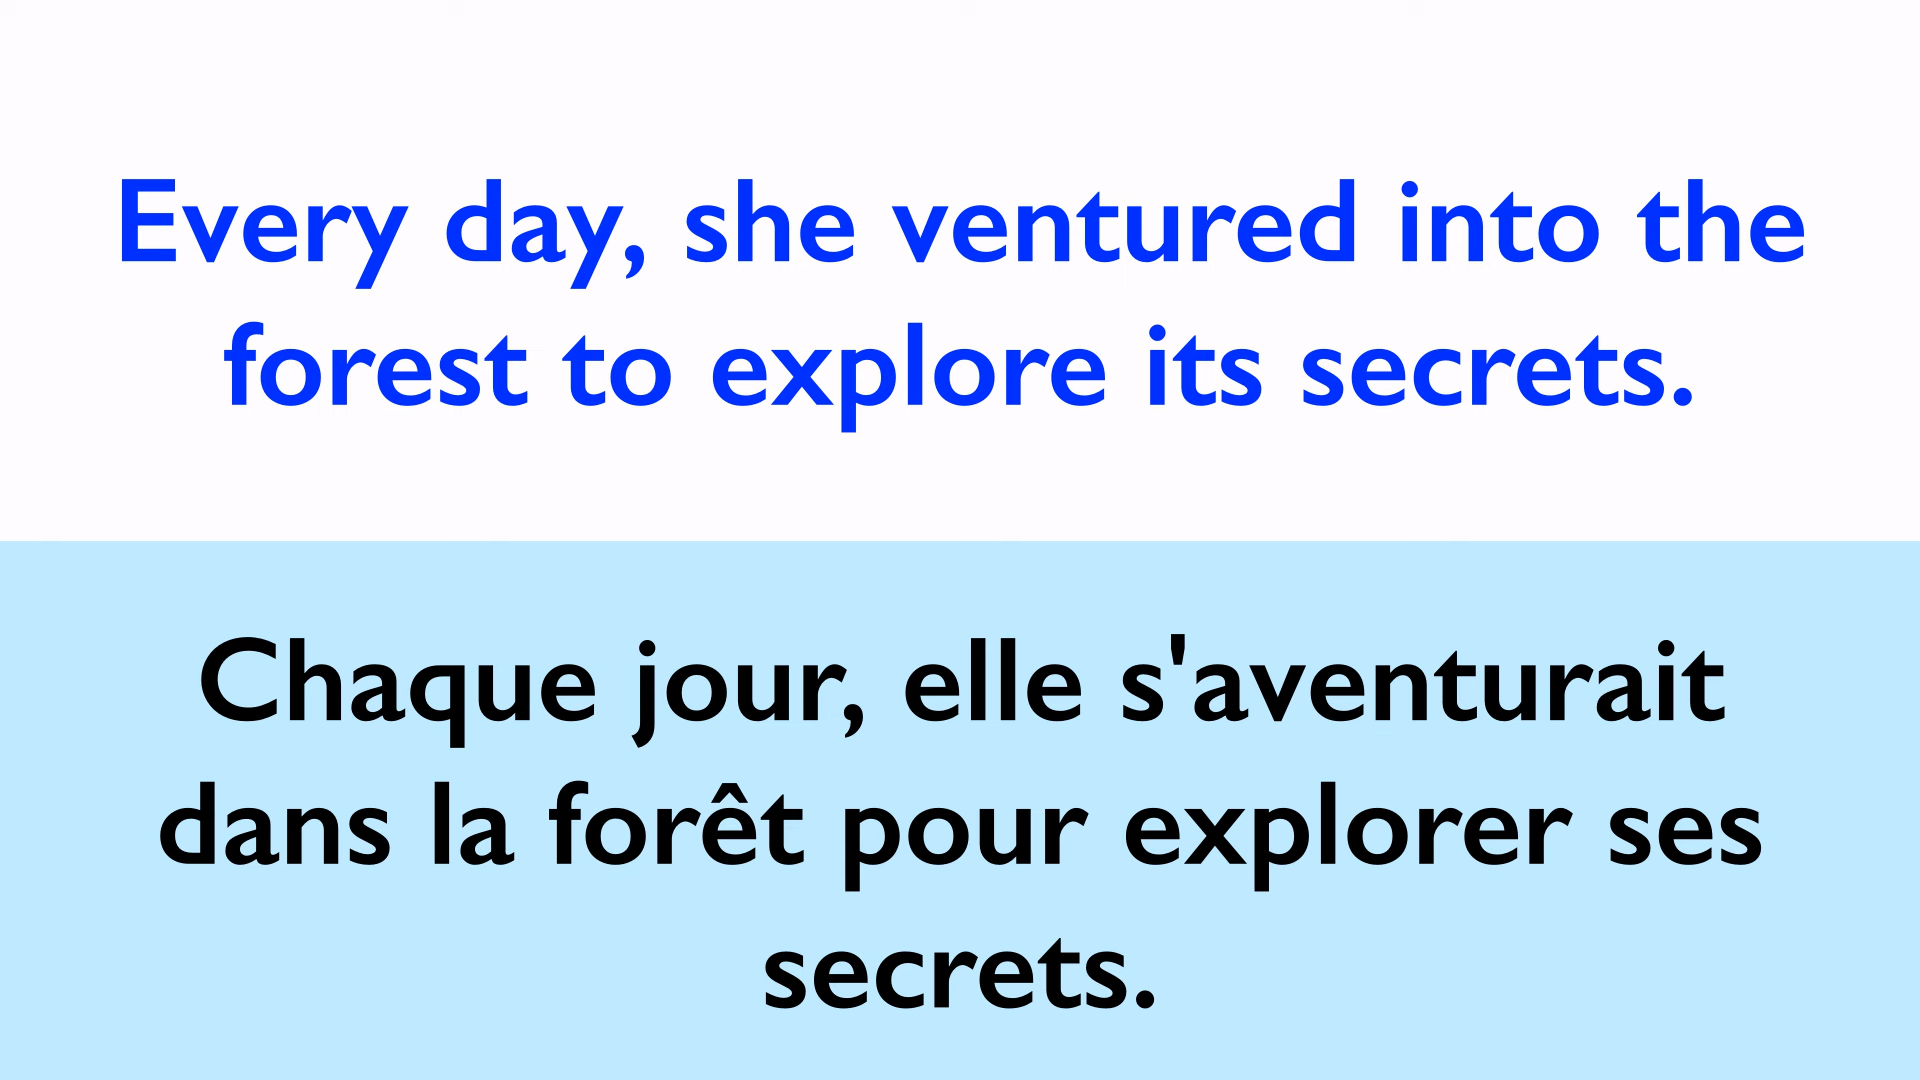 Every day, she ventured into the
forest to explore its secrets.
Chaque jour, elle s'aventurait
dans la forêt pour explorer ses
secrets.